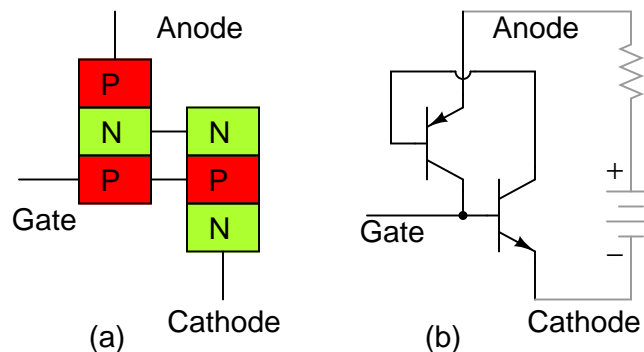 Anode
P
N N
P P
N
Gate
Cathode
(a)
Anode
+
Gate
−
Cathode
(b)